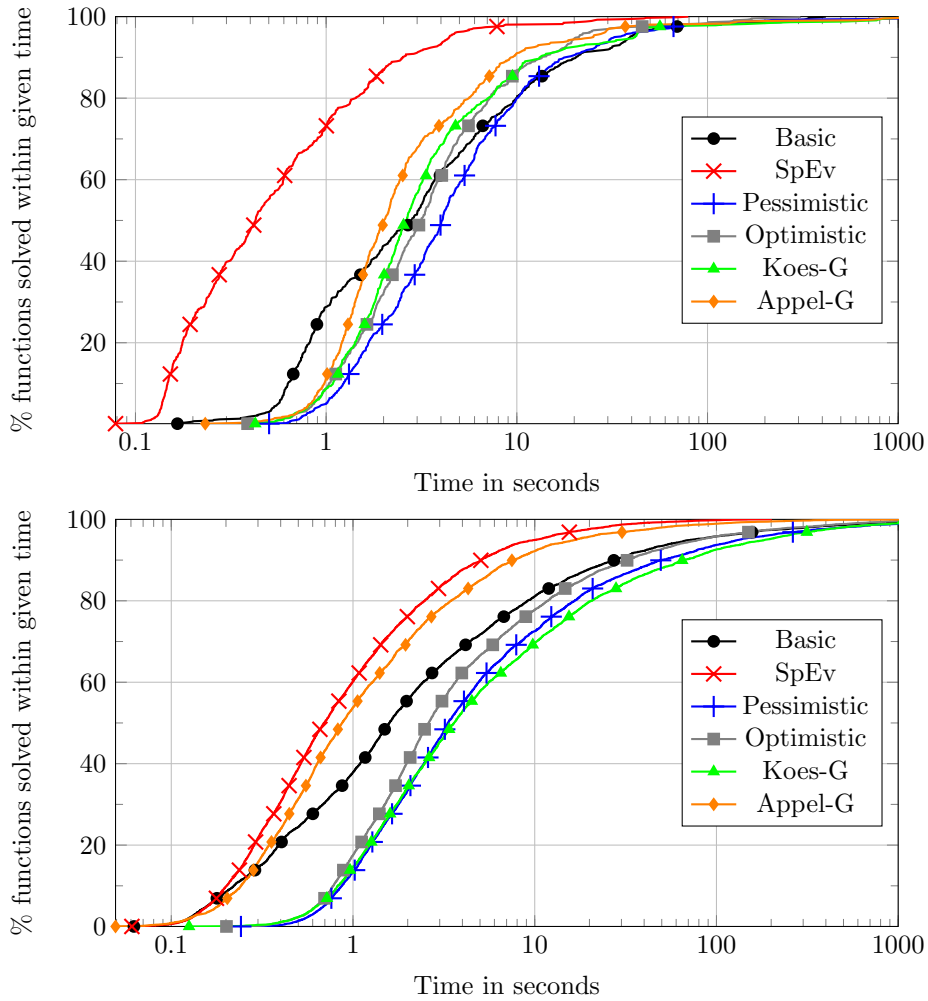 % functions solved within given time
100
80
60
40
20
0.1
1
10
100
1000
Time in seconds
Basic
SpEv
Pessimistic
Optimistic
Koes-G
Appel-G
% functions solved within given time
100
80
60
40
20
0
0.1
1
10
100
1000
Time in seconds
Basic
SpEv
Pessimistic
Optimistic
Koes-G
Appel-G